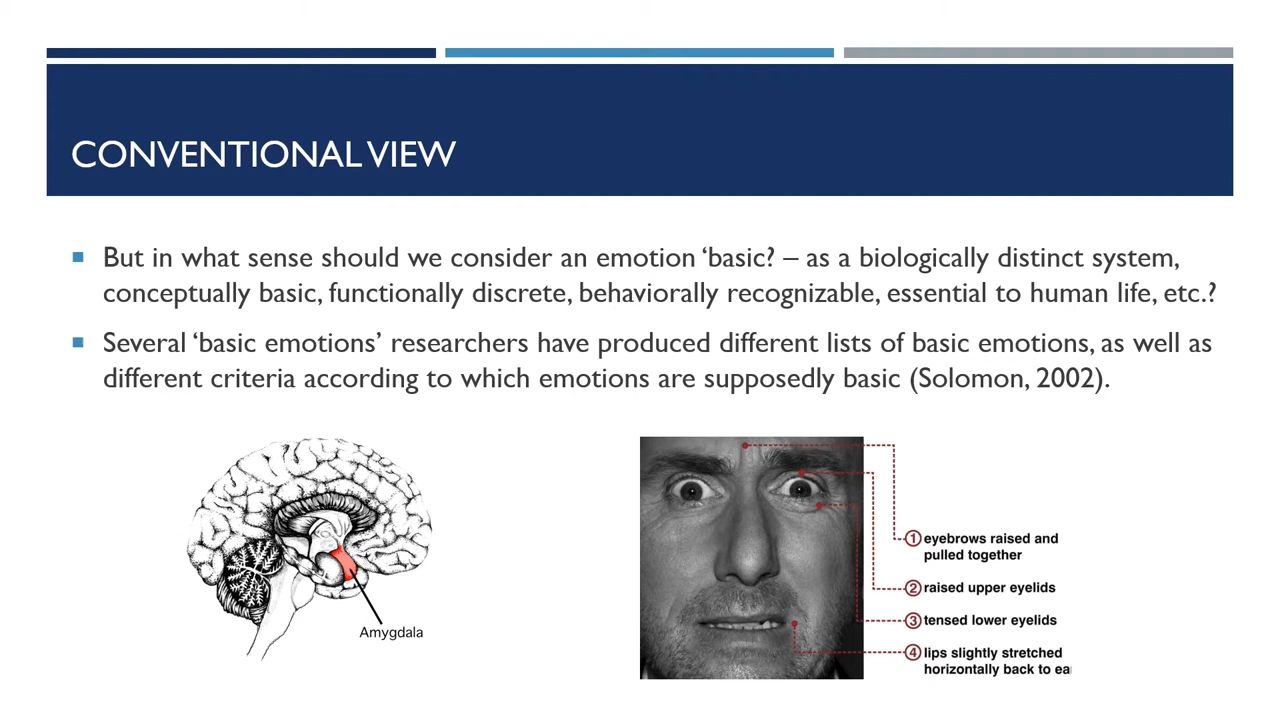 CONVENTIONAL VIEW
But in what sense should we consider an emotion ‘basic? – as a biologically distinct system,
conceptually basic, functionally discrete, behaviorally recognizable, essential to human life, etc.?
Several ‘basic emotions’ researchers have produced different lists of basic emotions, as well as
different criteria according to which emotions are supposedly basic (Solomon, 2002).
Amygdala
1 eyebrows raised and
pulled together
2 raised upper eyelids
3 tensed lower eyelids
4 lips slightly stretched
horizontally back to ea